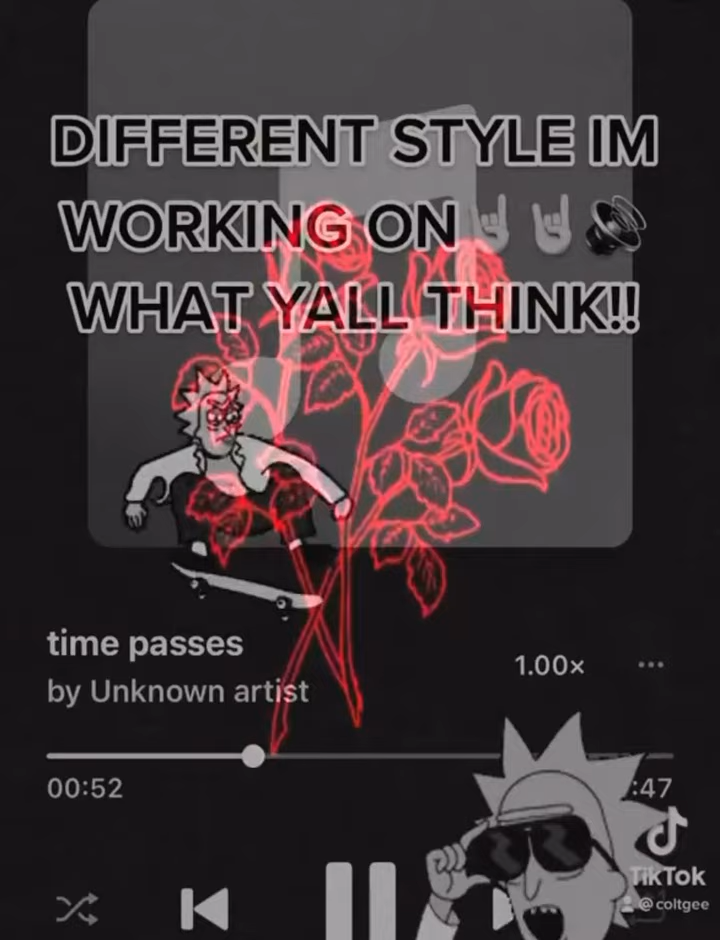 DIFFERENT STYLE IM
WORKING ON
WHAT YALL THINK!!
time passes
1.00×
by Unknown artist
00:52
:47
TikTok
@coltgee